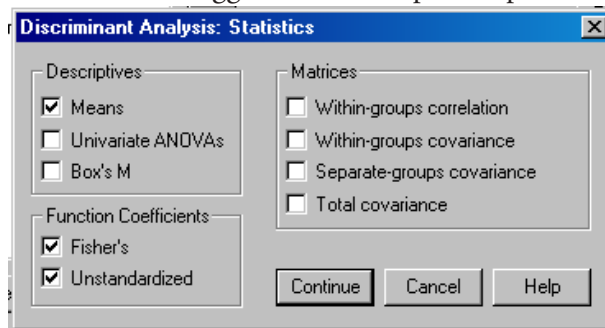 Discriminant Analysis: Statistics
Descriptives
Means
Univariate ANOVAs
Box's M
Function Coefficients
Fisher's
Unstandardized
Matrices
Within-groups correlation
Within-groups covariance
Separate-groups covariance
Total covariance
Continue
Cancel
Help